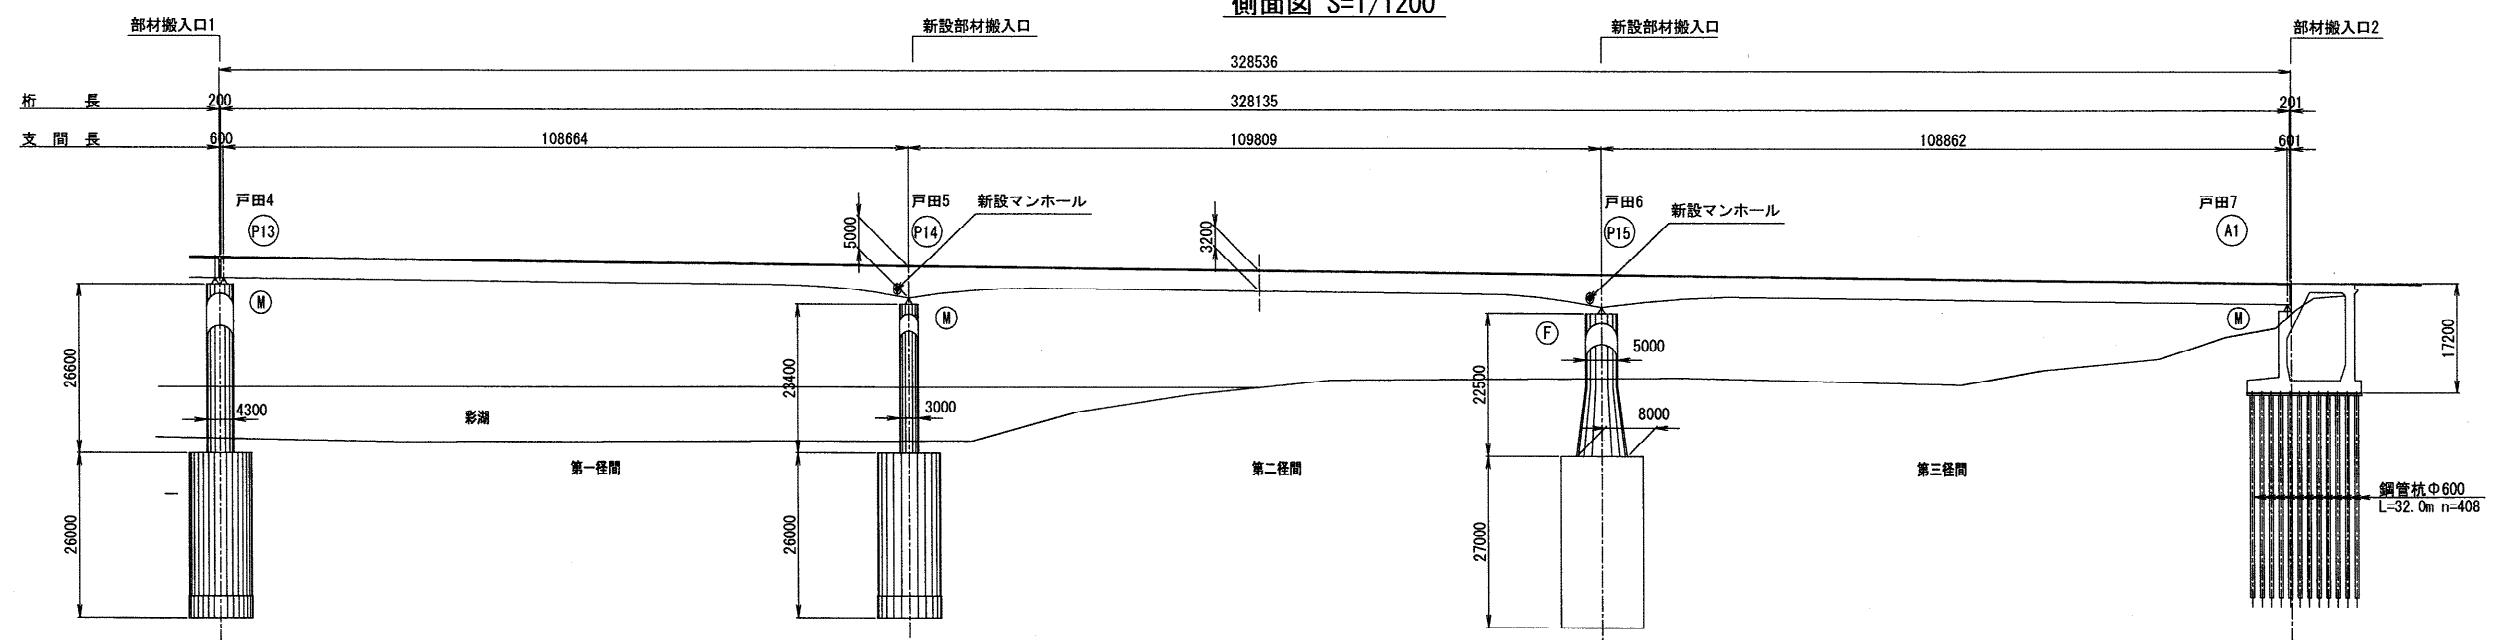 側面図 S=1/1200
部材搬入口1
新設部材搬入口
新設部材搬入口
部材搬入口2
328536
桁 長
200
328135
201
支 間 長
600
108664
109809
108862
601
戸田4
P13
戸田5
P14
新設マンホール
戸田6
P15
新設マンホール
戸田7
A1
5000
3200
M
M
F
M
26600
23400
22500
17200
5000
4300
彩湖
3000
8000
第一径間
第二径間
第三径間
鋼管杭Φ600
L=32.0m n=408
26000
26000
27000